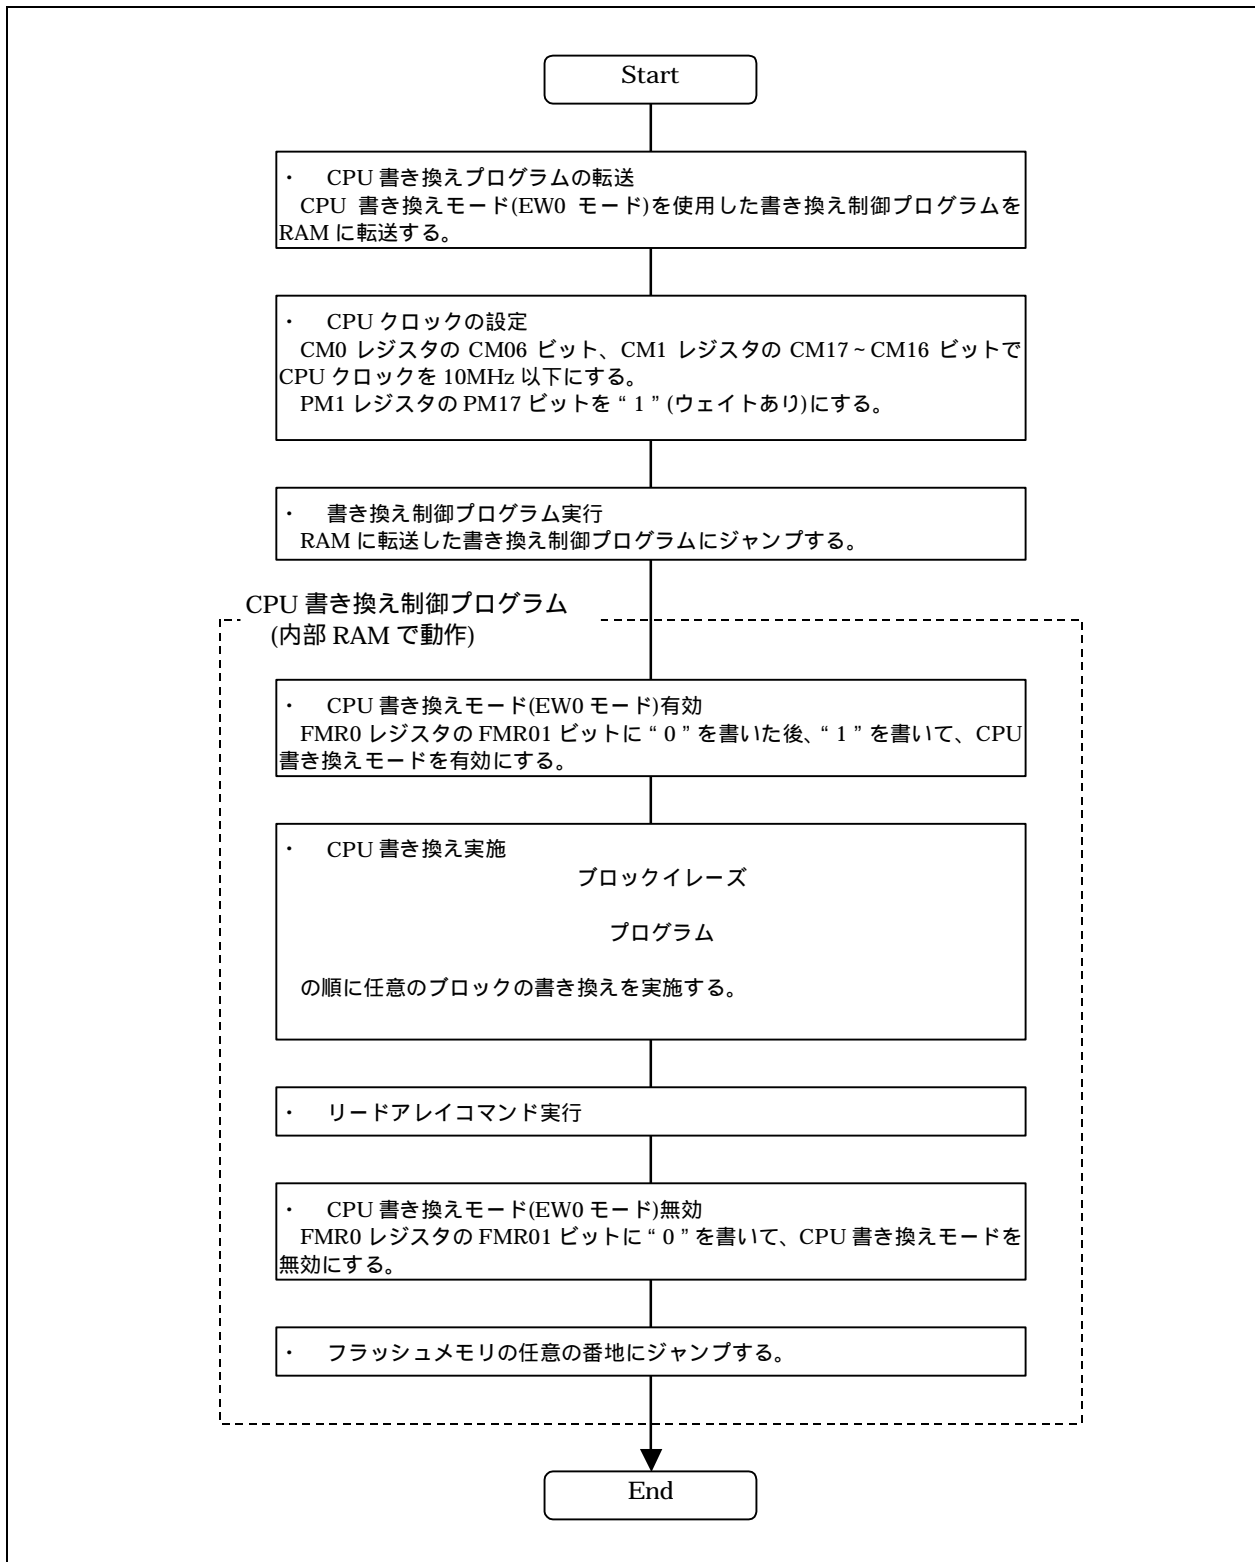 Start
・ CPU 書き換えプログラムの転送
CPU 書き換えモード(EW0 モード)を使用した書き換え制御プログラムを
RAM に転送する。
・ CPU クロックの設定
CM0 レジスタの CM06 ビット、CM1 レジスタの CM17~CM16 ビットで
CPU クロックを 10MHz 以下にする。
PM1 レジスタの PM17 ビットを“1”(ウェイトあり)にする。
・ 書き換え制御プログラム実行
RAM に転送した書き換え制御プログラムにジャンプする。
CPU 書き換え制御プログラム
(内部 RAM で動作)
・ CPU 書き換えモード(EW0 モード)有効
FMR0 レジスタの FMR01 ビットに“0”を書いた後、“1”を書いて、CPU
書き換えモードを有効にする。
・ CPU 書き換え実施
ブロックイレーズ
プログラム
の順に任意のブロックの書き換えを実施する。
・ リードアレイコマンド実行
・ CPU 書き換えモード(EW0 モード)無効
FMR0 レジスタの FMR01 ビットに“0”を書いて、CPU 書き換えモードを
無効にする。
・ フラッシュメモリの任意の番地にジャンプする。
End